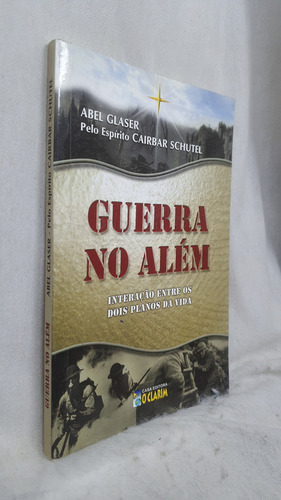 ABEL GLASER
Pelo Espírito CAIRBAR SCHUTEL
GUERRA
NO ALÉM
INTERAÇÃO ENTRE OS
DOIS PLANOS DA VIDA
CASA EDITORA
O CLARIM
GUERRA NO ALÉM
ABEL GLASER - Pelo Espírito CAIRBAR SCHUTEL